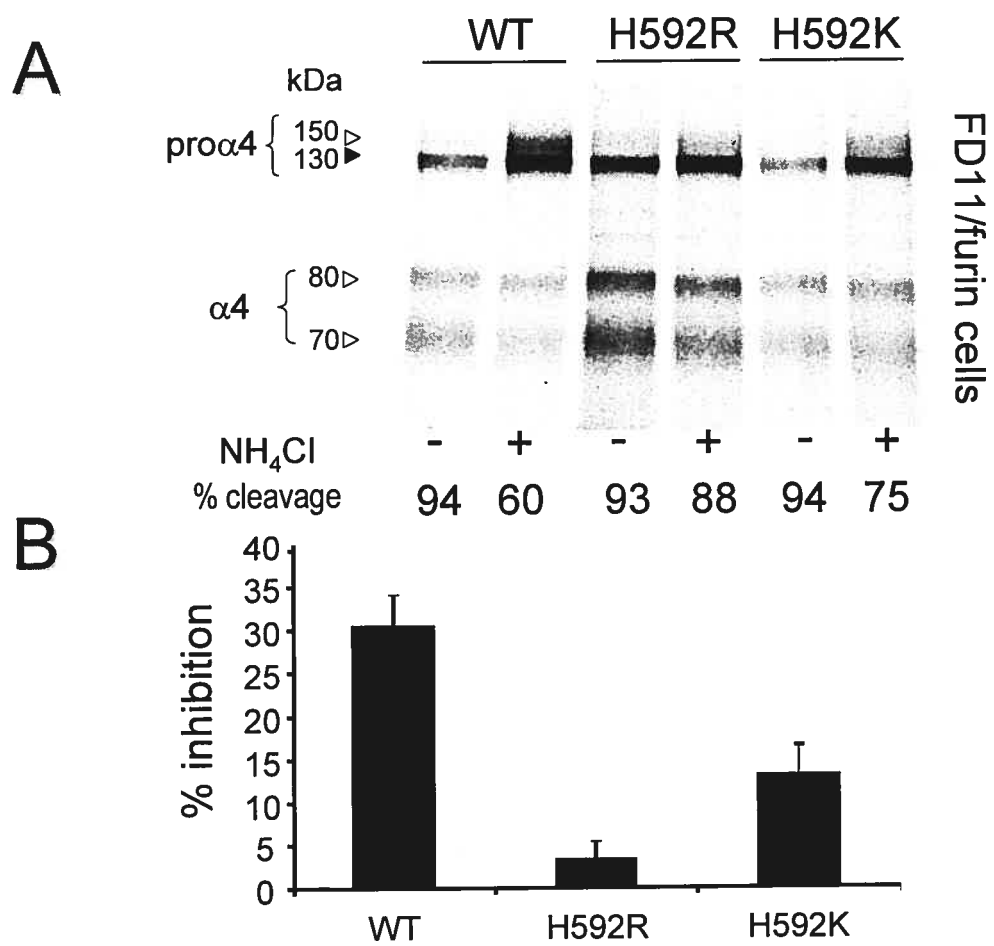 A
WT H592R H592K
kDa
proα4 { 150 ▷
130 ▶
α4 { 80 ▷
70 ▷
FD11/furin cells
NH₄Cl - + - + - +
% cleavage 94 60 93 88 94 75
B
% inhibition
40
35
30
25
20
15
10
5
0
WT H592R H592K